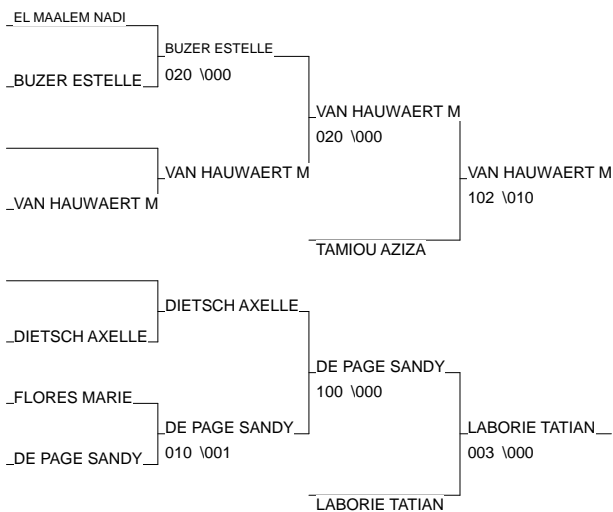 EL MAALEM NADI
BUZER ESTELLE
020 \000
BUZER ESTELLE
VAN HAUWAERT M
020 \000
VAN HAUWAERT M
VAN HAUWAERT M
102 \010
VAN HAUWAERT M
TAMIOU AZIZA
DIETSCH AXELLE
DIETSCH AXELLE
DE PAGE SANDY
100 \000
FLORES MARIE
DE PAGE SANDY
010 \001
LABORIE TATIAN
003 \000
DE PAGE SANDY
LABORIE TATIAN